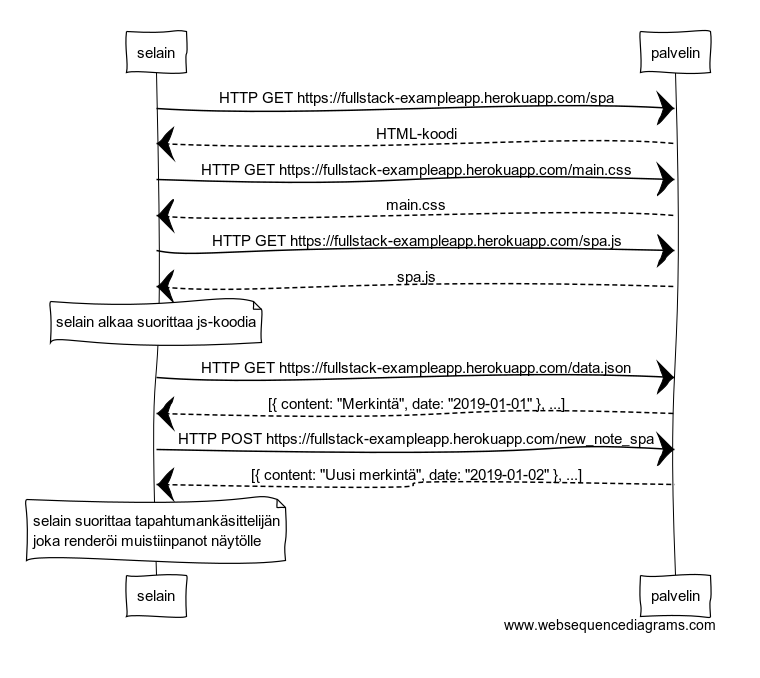 selain
palvelin
HTTP GET https://fullstack-exampleapp.herokuapp.com/spa
HTML-koodi
HTTP GET https://fullstack-exampleapp.herokuapp.com/main.css
main.css
HTTP GET https://fullstack-exampleapp.herokuapp.com/spa.js
spa.js
selain alkaa suorittaa js-koodia
HTTP GET https://fullstack-exampleapp.herokuapp.com/data.json
[{ content: "Merkintä", date: "2019-01-01" }, ...]
HTTP POST https://fullstack-exampleapp.herokuapp.com/new_note_spa
[{ content: "Uusi merkintä", date: "2019-01-02" }, ...]
selain suorittaa tapahtumankäsittelijän
joka renderöi muistiinpanot näytölle
selain
palvelin
www.websequencediagrams.com